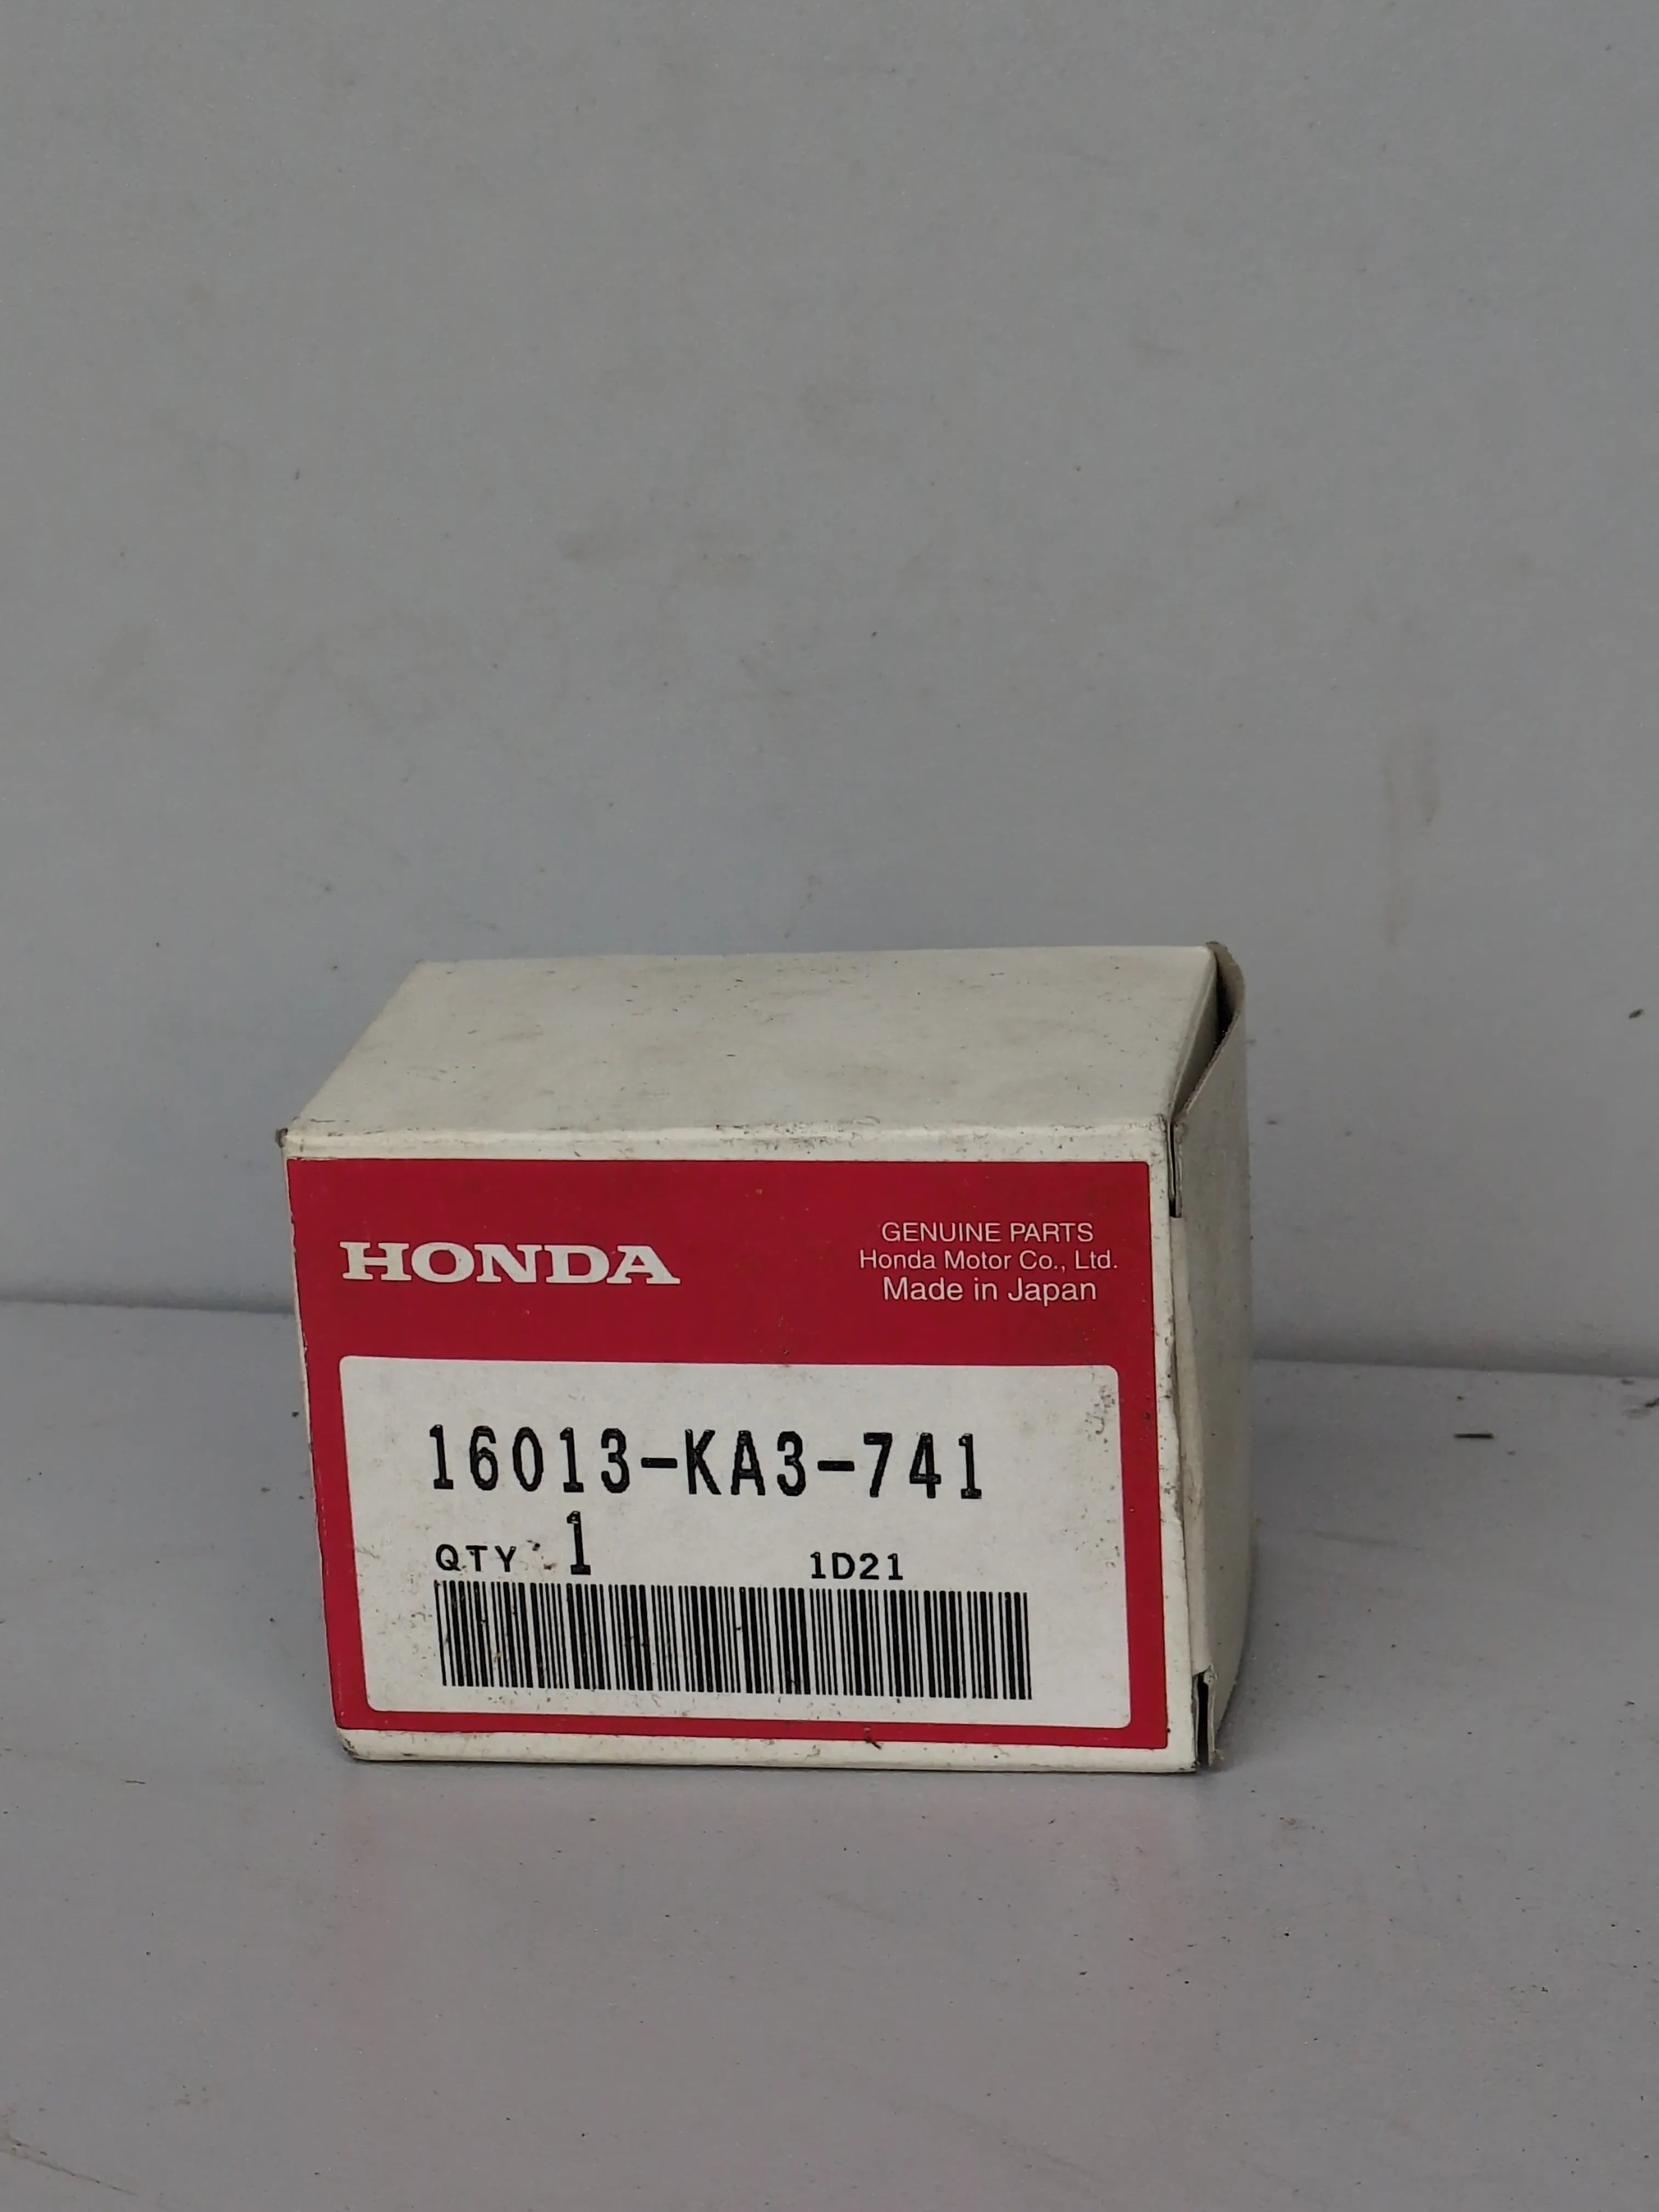 HONDA
GENUINE PARTS
Honda Motor Co., Ltd.
Made in Japan
16013-KA3-741
QTY 1 1D21